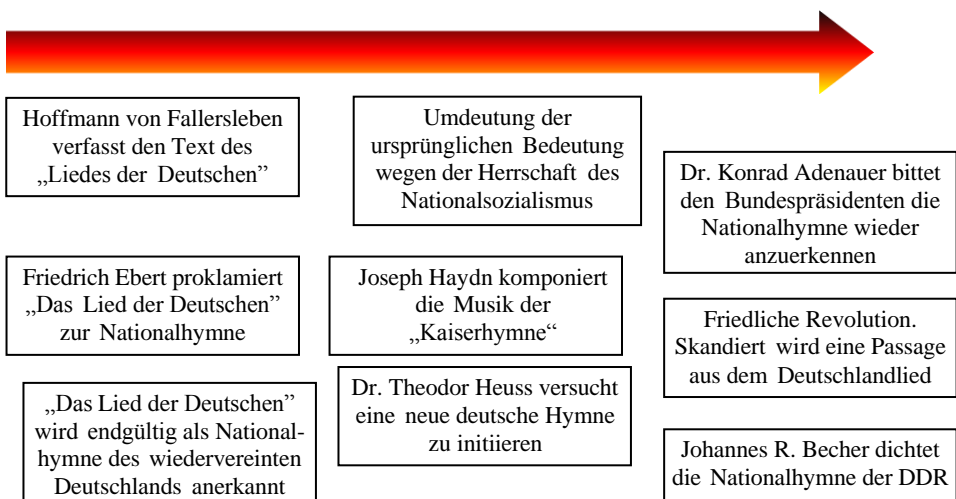 Hoffmann von Fallersleben
verfasst den Text des
„Liedes der Deutschen”
Umdeutung der
ursprünglichen Bedeutung
wegen der Herrschaft des
Nationalsozialismus
Dr. Konrad Adenauer bittet
den Bundespräsidenten die
Nationalhymne wieder
anzuerkennen
Friedrich Ebert proklamiert
„Das Lied der Deutschen”
zur Nationalhymne
Joseph Haydn komponiert
die Musik der
„Kaiserhymne“
Friedliche Revolution.
Skandiert wird eine Passage
aus dem Deutschlandlied
„Das Lied der Deutschen”
wird endgültig als National-
hymne des wiedervereinten
Deutschlands anerkannt
Dr. Theodor Heuss versucht
eine neue deutsche Hymne
zu initiieren
Johannes R. Becher dichtet
die Nationalhymne der DDR